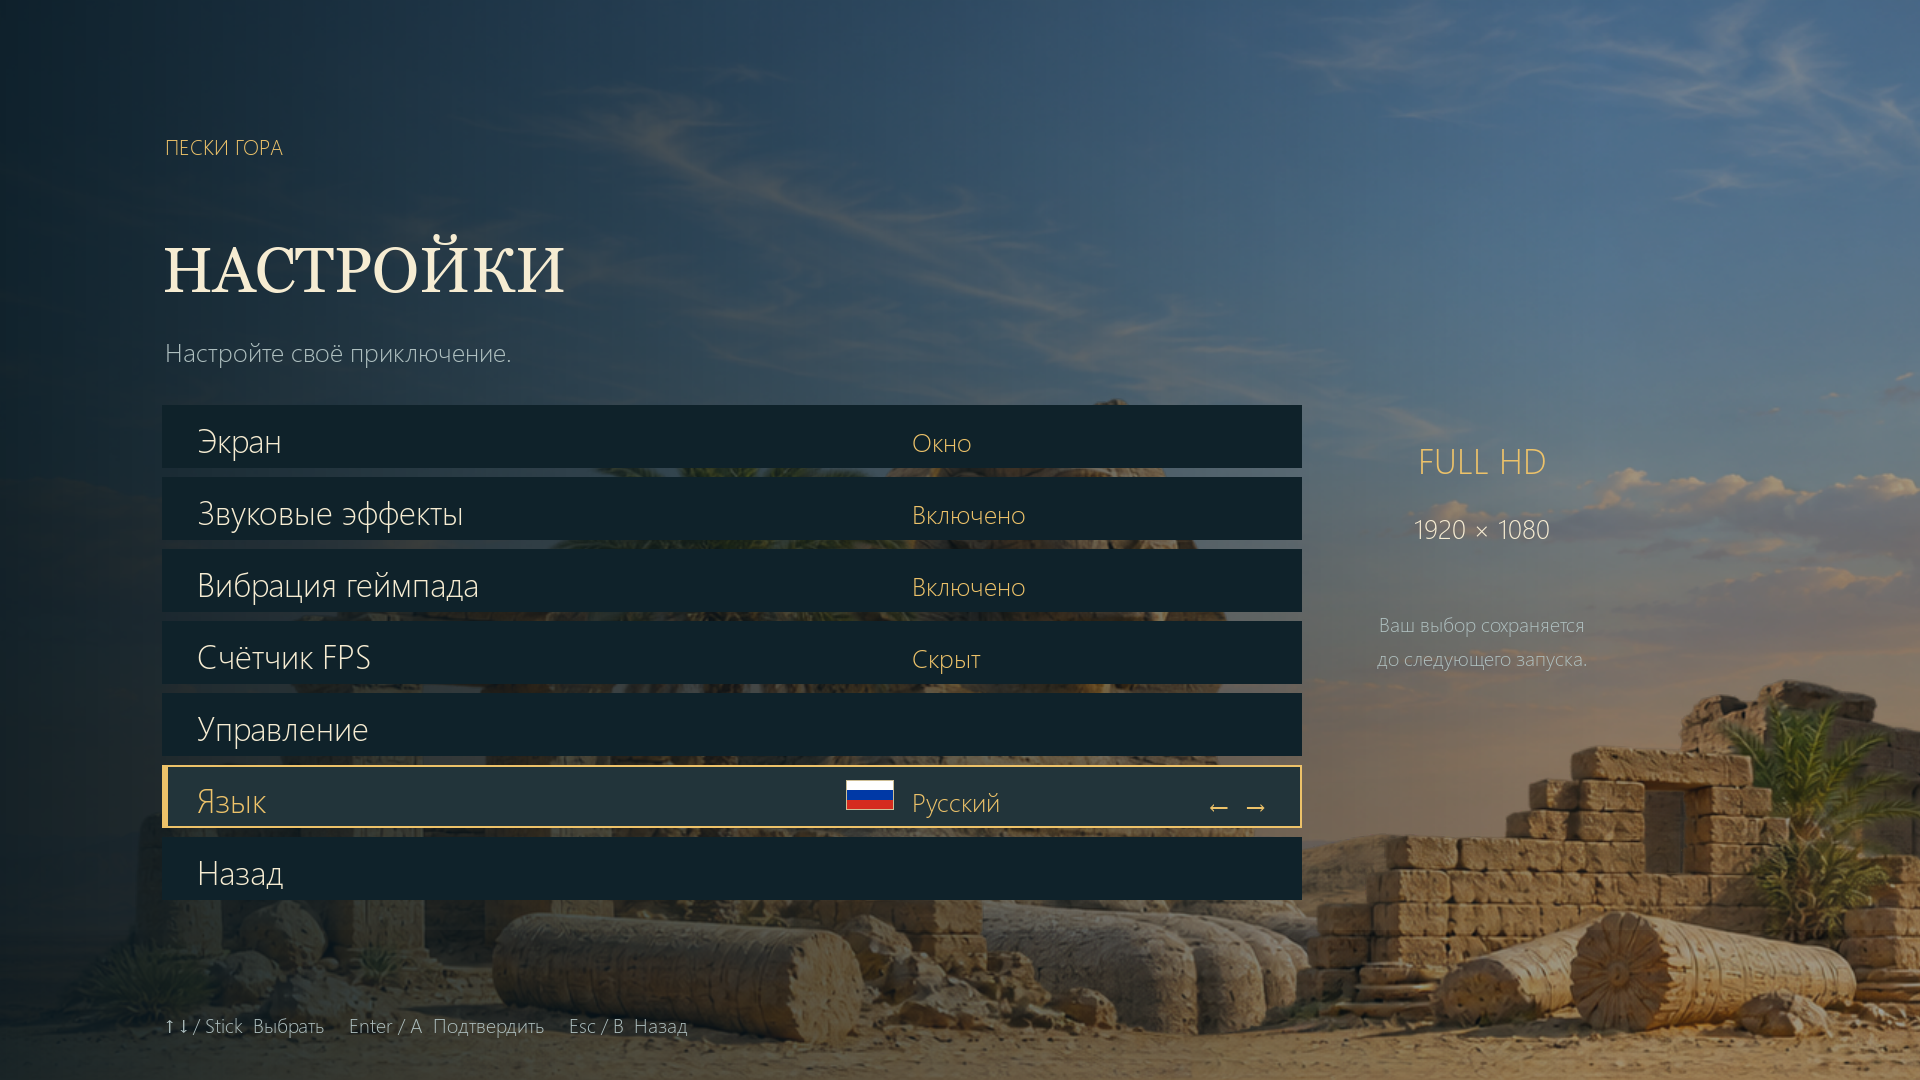 ПЕСКИ ГОРА
НАСТРОЙКИ
Настройте своё приключение.
Экран Окно
Звуковые эффекты Включено
Вибрация геймпада Включено
Счётчик FPS Скрыт
Управление
Язык Русский ← →
Назад
FULL HD
1920 × 1080
Ваш выбор сохраняется
до следующего запуска.
↑ ↓ / Stick Выбрать Enter / A Подтвердить Esc / B Назад